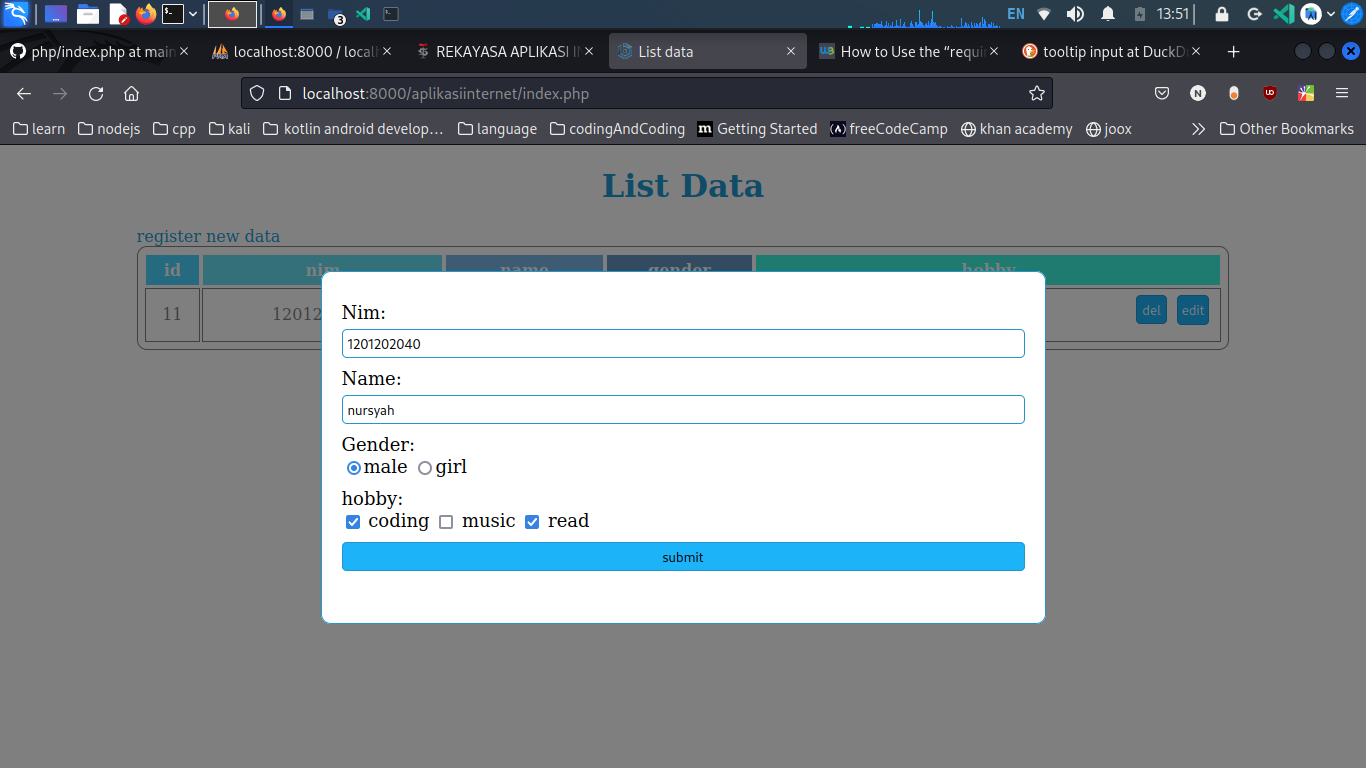 3 EN 13:51
php/index.php at main localhost:8000 / local REKAYASA APLIKASI IN List data How to Use the “requi tooltip input at DuckD
localhost:8000/aplikasiinternet/index.php N
learn nodejs cpp kali kotlin android develop... language codingAndCoding m Getting Started freeCodeCamp khan academy joox Other Bookmarks
List Data
register new data
id nim name gender hobby
11 12012 del edit
Nim:
1201202040
Name:
nursyah
Gender:
male girl
hobby:
coding music read
submit